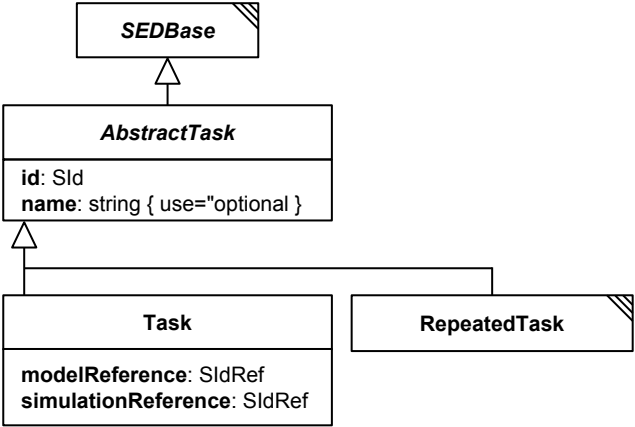 SEDBase
AbstractTask
id: SId
name: string { use="optional }
Task
modelReference: SIdRef
simulationReference: SIdRef
RepeatedTask